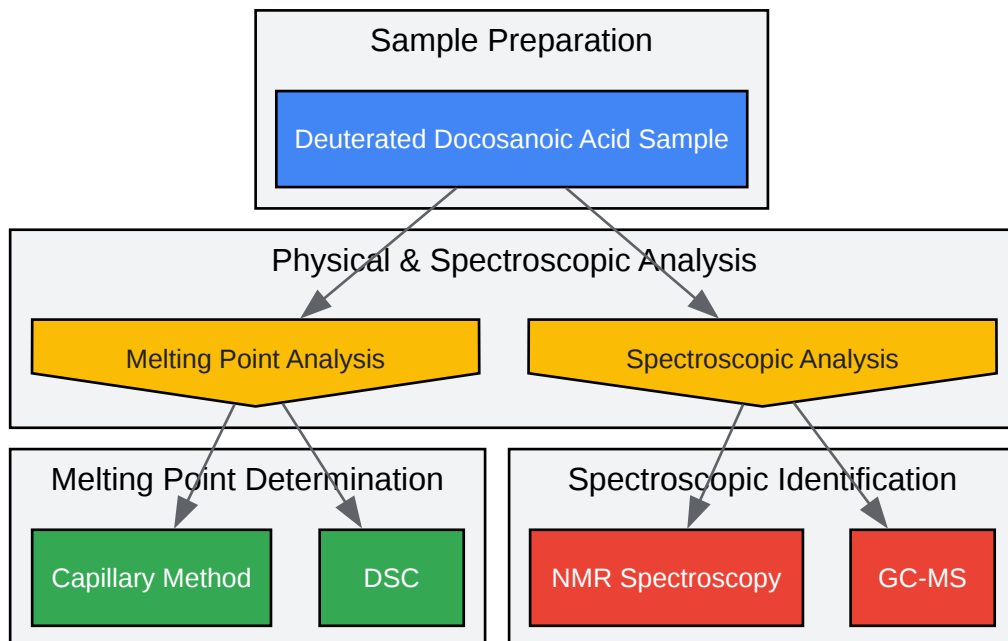 Sample Preparation
Deuterated Docosanoic Acid Sample
Physical & Spectroscopic Analysis
Melting Point Analysis
Spectroscopic Analysis
Melting Point Determination
Spectroscopic Identification
Capillary Method
DSC
NMR Spectroscopy
GC-MS